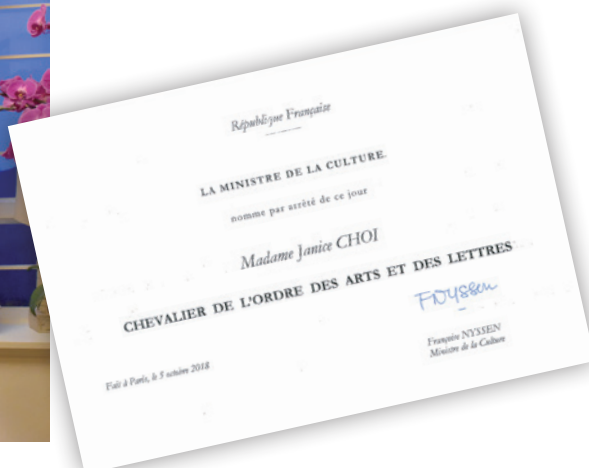 République Française
LA MINISTRE DE LA CULTURE
nomme par arrêté de ce jour
Madame Janice CHOI
CHEVALIER DE L'ORDRE DES ARTS ET DES LETTRES
FNyssen
Françoise NYSSEN
Ministre de la Culture
Fait à Paris, le 5 octobre 2018